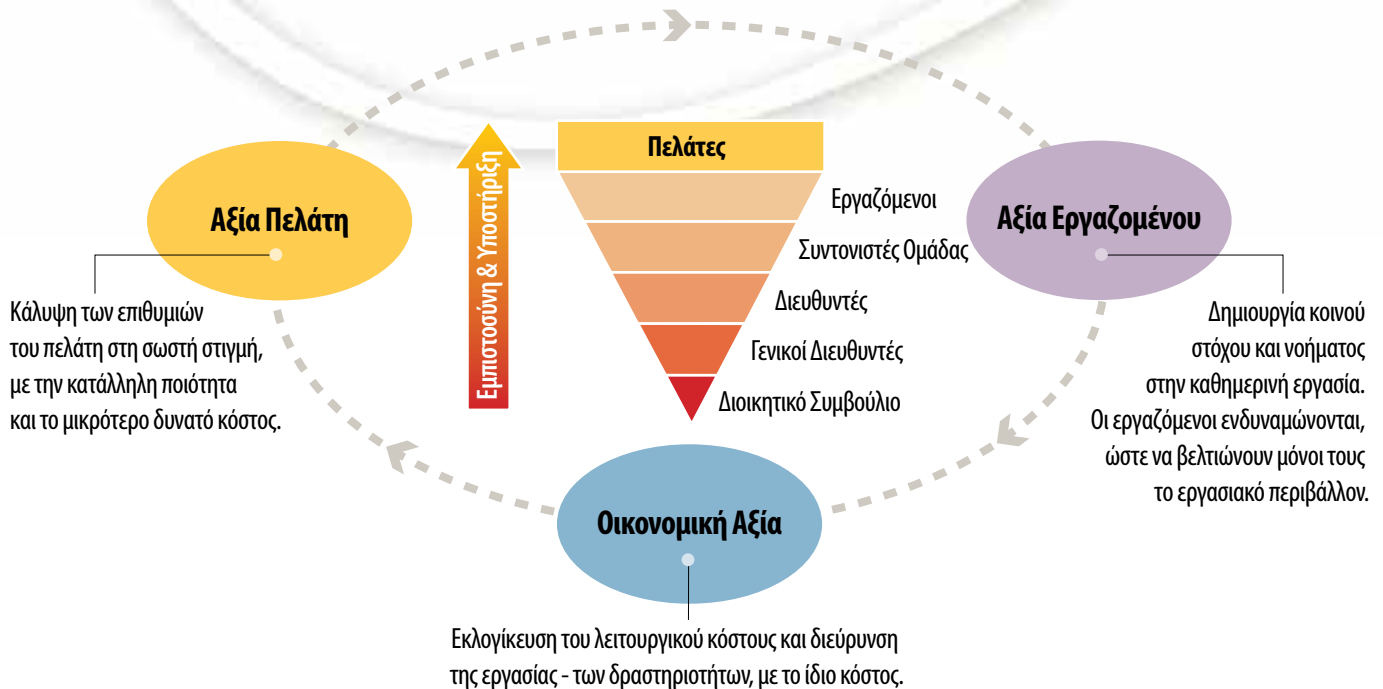 Πελάτες
Εμπιστοσύνη & Υποστήριξη
Εργαζόμενοι
Συντονιστές Ομάδας
Διευθυντές
Γενικοί Διευθυντές
Διοικητικό Συμβούλιο
Αξία Πελάτη
Κάλυψη των επιθυμιών
του πελάτη στη σωστή στιγμή,
με την κατάλληλη ποιότητα
και το μικρότερο δυνατό κόστος.
Αξία Εργαζομένου
Δημιουργία κοινού
στόχου και νοήματος
στην καθημερινή εργασία.
Οι εργαζόμενοι ενδυναμώνονται,
ώστε να βελτιώνουν μόνοι τους
το εργασιακό περιβάλλον.
Οικονομική Αξία
Εκλογίκευση του λειτουργικού κόστους και διεύρυνση
της εργασίας - των δραστηριοτήτων, με το ίδιο κόστος.